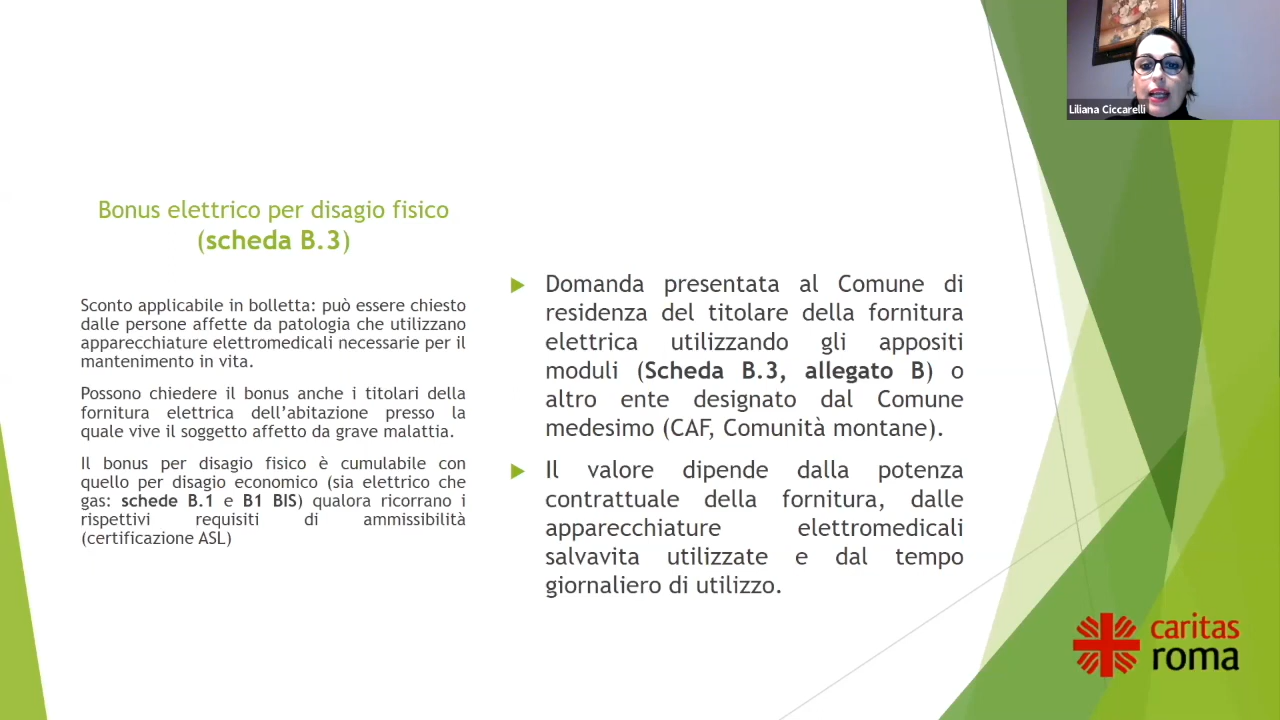 Liliana Ciccarelli
Bonus elettrico per disagio fisico
(scheda B.3)
Sconto applicabile in bolletta: può essere chiesto
dalle persone affette da patologia che utilizzano
apparecchiature elettromedicali necessarie per il
mantenimento in vita.
Possono chiedere il bonus anche i titolari della
fornitura elettrica dell’abitazione presso la
quale vive il soggetto affetto da grave malattia.
Il bonus per disagio fisico è cumulabile con
quello per disagio economico (sia elettrico che
gas: schede B.1 e B1 BIS) qualora ricorrano i
rispettivi requisiti di ammissibilità
(certificazione ASL)
Domanda presentata al Comune di
residenza del titolare della fornitura
elettrica utilizzando gli appositi
moduli (Scheda B.3, allegato B) o
altro ente designato dal Comune
medesimo (CAF, Comunità montane).
Il valore dipende dalla potenza
contrattuale della fornitura, dalle
apparecchiature elettromedicali
salvavita utilizzate e dal tempo
giornaliero di utilizzo.
caritas
roma